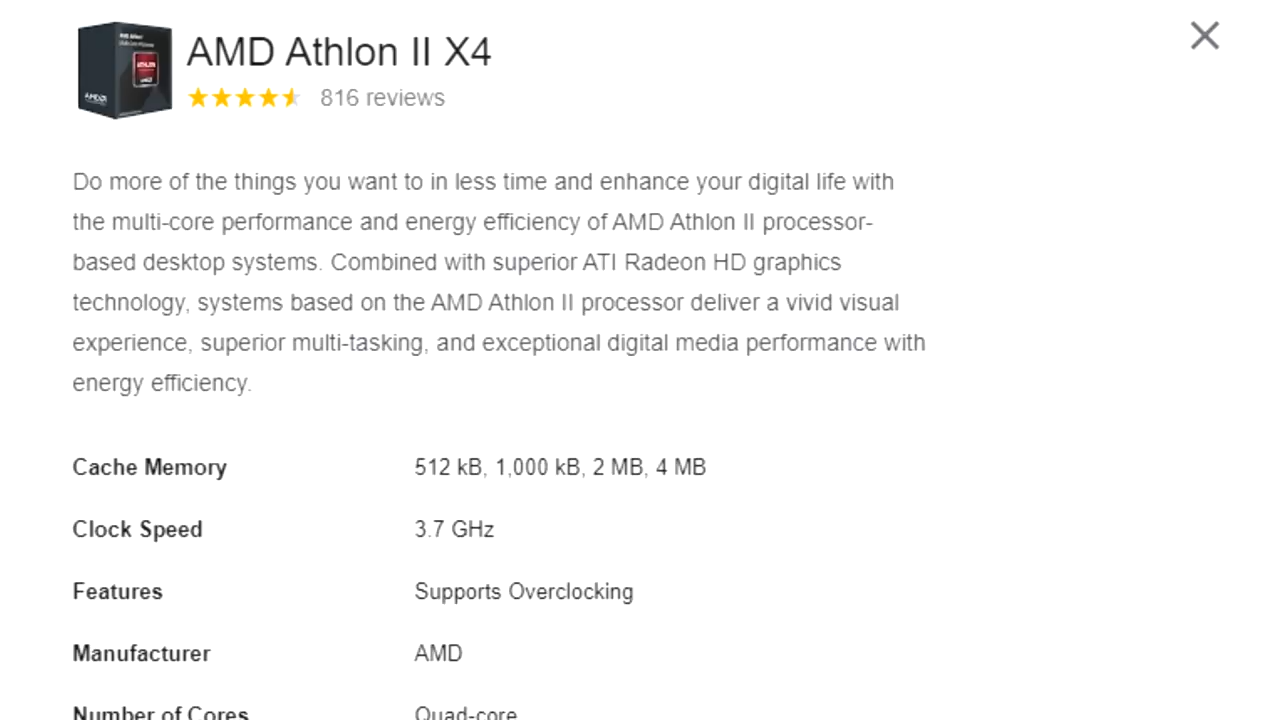 AMD Athlon II X4
816 reviews
Do more of the things you want to in less time and enhance your digital life with
the multi-core performance and energy efficiency of AMD Athlon II processor-
based desktop systems. Combined with superior ATI Radeon HD graphics
technology, systems based on the AMD Athlon II processor deliver a vivid visual
experience, superior multi-tasking, and exceptional digital media performance with
energy efficiency.
Cache Memory 512 kB, 1,000 kB, 2 MB, 4 MB
Clock Speed 3.7 GHz
Features Supports Overclocking
Manufacturer AMD
Number of Cores Quad-core